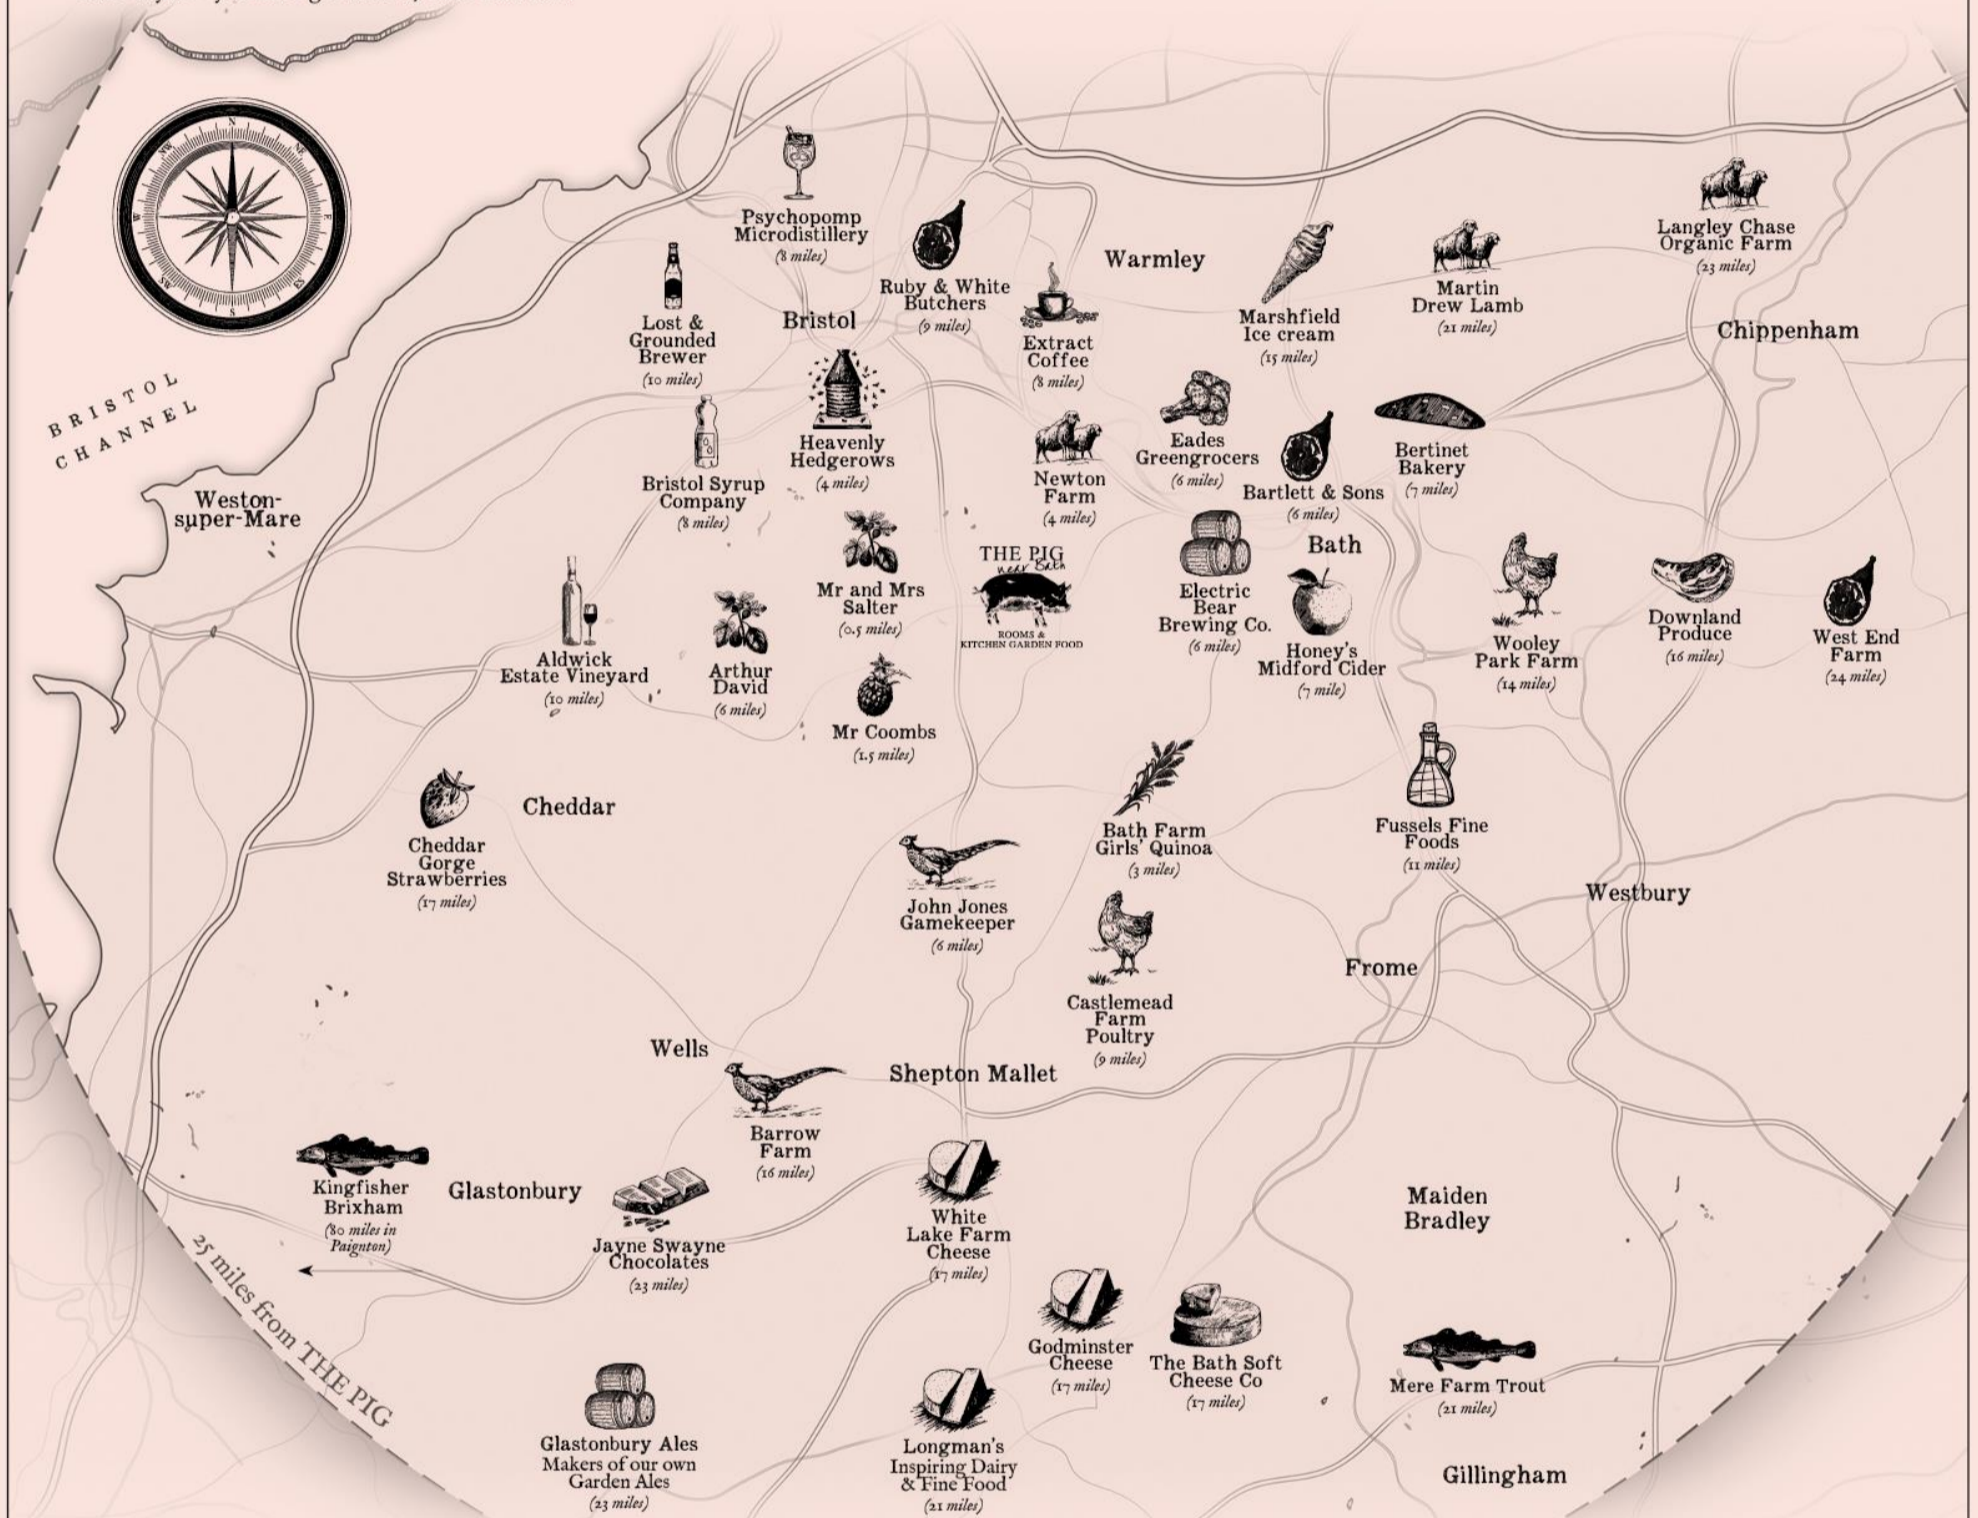 N
NE
E
ES
S
SW
W
NW
BRISTOL
CHANNEL
Psychopomp
Microdistillery
(8 miles)
Lost &
Grounded
Brewer
(10 miles)
Bristol
Ruby & White
Butchers
(9 miles)
Extract
Coffee
(8 miles)
Warmley
Marshfield
Ice cream
(15 miles)
Martin
Drew Lamb
(21 miles)
Langley Chase
Organic Farm
(23 miles)
Chippenham
Weston-
super-Mare
Bristol Syrup
Company
(8 miles)
Heavenly
Hedgerows
(4 miles)
Newton
Farm
(4 miles)
Eades
Greengrocers
(6 miles)
Bartlett & Sons
(6 miles)
Bertinet
Bakery
(7 miles)
Bath
Aldwick
Estate Vineyard
(10 miles)
Arthur
David
(6 miles)
Mr and Mrs
Salter
(0.5 miles)
THE PIG
near Bath
ROOMS &
KITCHEN GARDEN FOOD
Electric
Bear
Brewing Co.
(6 miles)
Honey's
Midford Cider
(7 mile)
Wooley
Park Farm
(14 miles)
Downland
Produce
(16 miles)
West End
Farm
(24 miles)
Mr Coombs
(1.5 miles)
Cheddar
Gorge
Strawberries
(17 miles)
Cheddar
John Jones
Gamekeeper
(6 miles)
Bath Farm
Girls' Quinoa
(3 miles)
Fussels Fine
Foods
(11 miles)
Westbury
Castlemead
Farm
Poultry
(9 miles)
Frome
Wells
Shepton Mallet
Barrow
Farm
(16 miles)
Kingfisher
Brixham
(80 miles in
Paignton)
Glastonbury
Jayne Swayne
Chocolates
(23 miles)
White
Lake Farm
Cheese
(17 miles)
Maiden
Bradley
Godminster
Cheese
(17 miles)
The Bath Soft
Cheese Co
(17 miles)
Mere Farm Trout
(21 miles)
25 miles from THE PIG
Glastonbury Ales
Makers of our own
Garden Ales
(23 miles)
Longman's
Inspiring Dairy
& Fine Food
(21 miles)
Gillingham